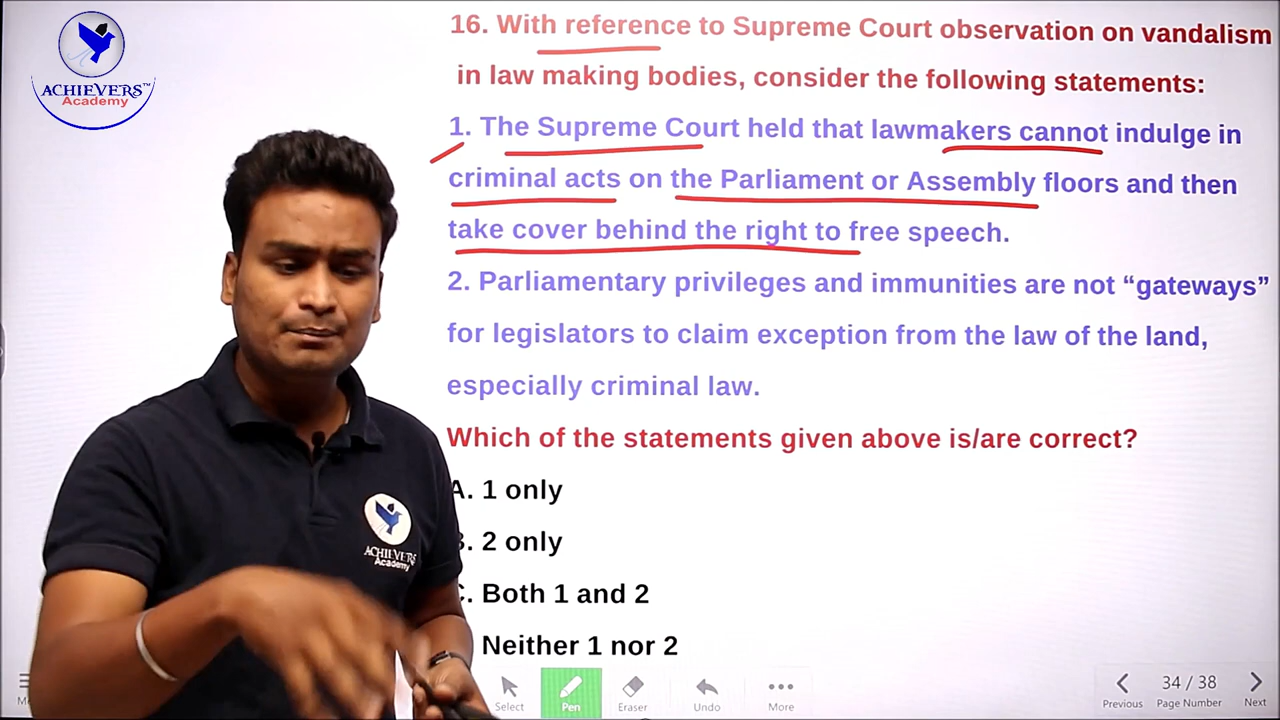 ACHIEVERS™
Academy
16. With reference to Supreme Court observation on vandalism
in law making bodies, consider the following statements:
1. The Supreme Court held that lawmakers cannot indulge in
criminal acts on the Parliament or Assembly floors and then
take cover behind the right to free speech.
2. Parliamentary privileges and immunities are not “gateways”
for legislators to claim exception from the law of the land,
especially criminal law.
Which of the statements given above is/are correct?
A. 1 only
B. 2 only
C. Both 1 and 2
Neither 1 nor 2
ACHIEVERS
Academy
Select
Pen
Eraser
Undo
More
Previous
34 / 38
Page Number
Next